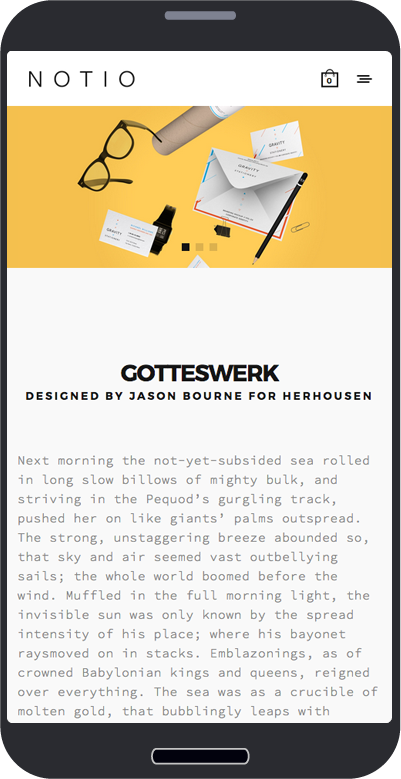 NOTIO
0
GRAVITY
STATIONERY
GRAVITY
STATIONERY
GRAVITY
GOTTESWERK
DESIGNED BY JASON BOURNE FOR HERHOUSEN
Next morning the not-yet-subsided sea rolled
in long slow billows of mighty bulk, and
striving in the Pequod’s gurgling track,
pushed her on like giants’ palms outspread.
The strong, unstaggering breeze abounded so,
that sky and air seemed vast outbellying
sails; the whole world boomed before the
wind. Muffled in the full morning light, the
invisible sun was only known by the spread
intensity of his place; where his bayonet
raysmoved on in stacks. Emblazonings, as of
crowned Babylonian kings and queens, reigned
over everything. The sea was as a crucible of
molten gold, that bubblingly leaps with